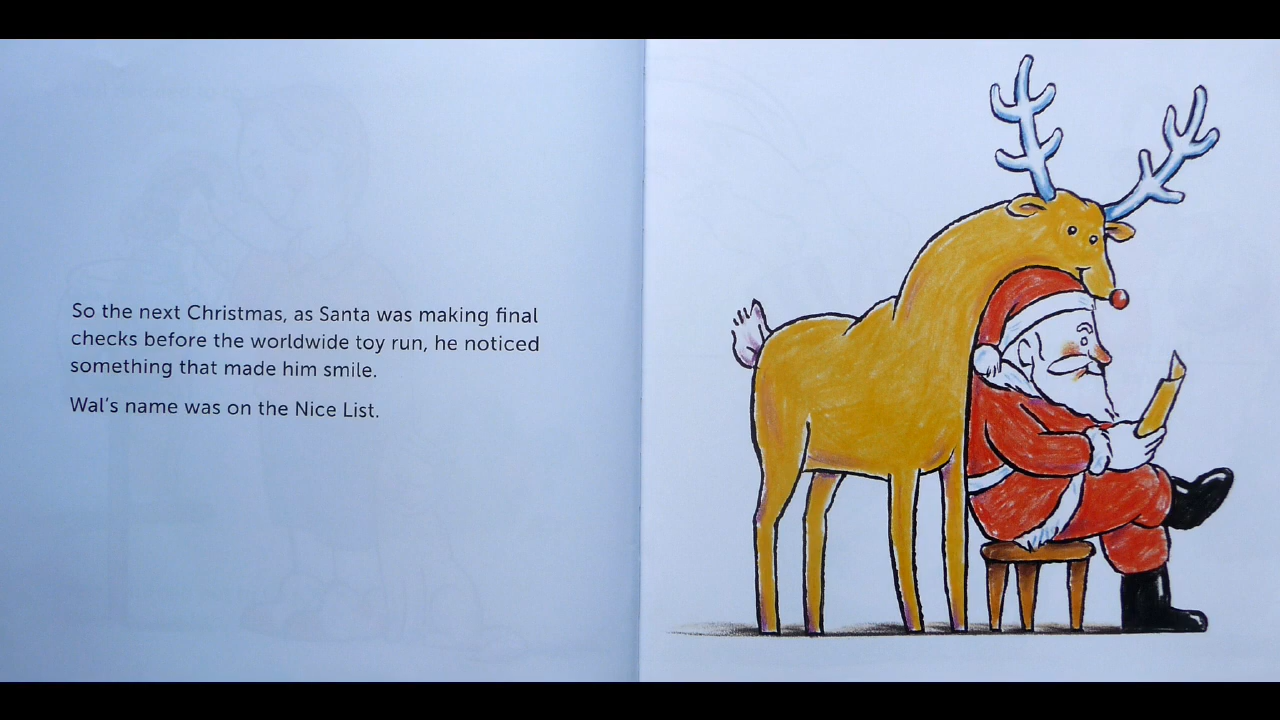 So the next Christmas, as Santa was making final
checks before the worldwide toy run, he noticed
something that made him smile.
Wal's name was on the Nice List.